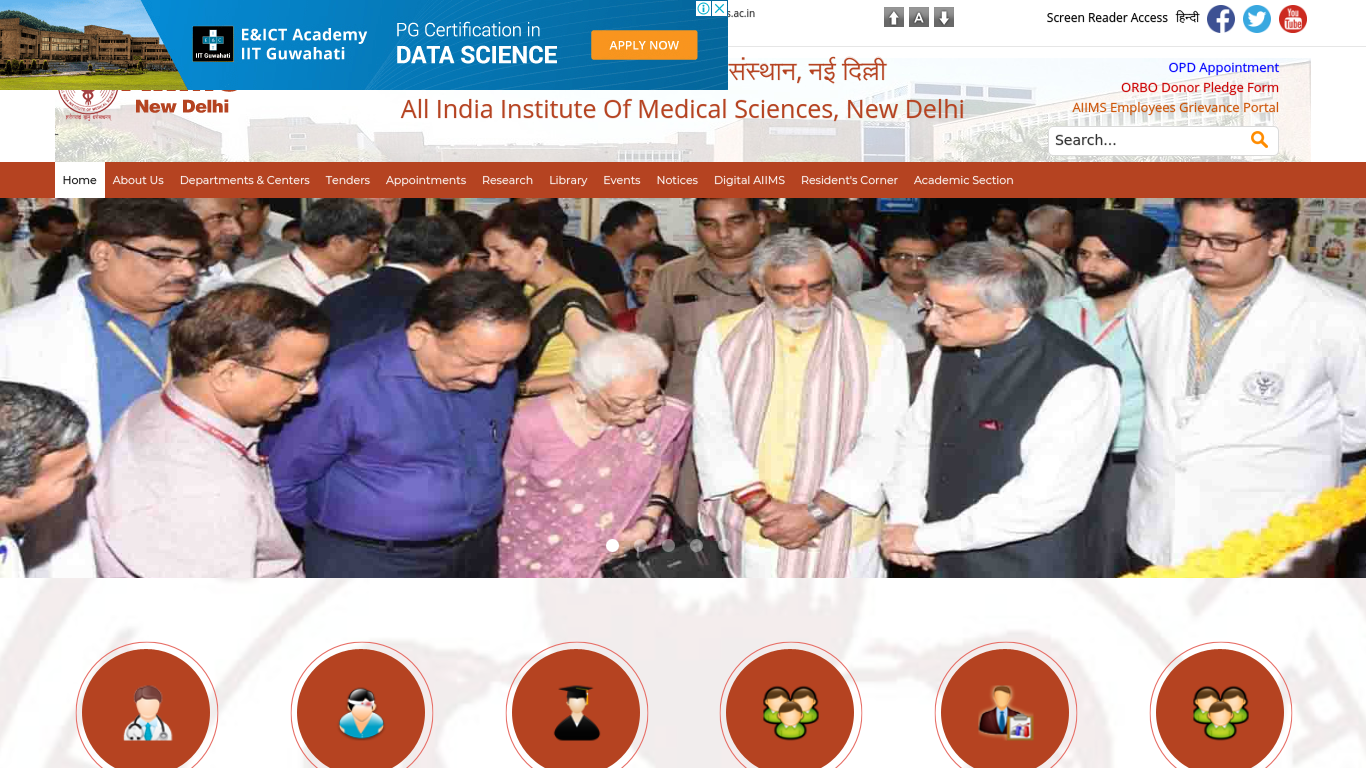 E&ICT Academy
IIT Guwahati
IIT Guwahati
PG Certification in
DATA SCIENCE
APPLY NOW
s.ac.in
A
Screen Reader Access हिन्दी
You
Tube
संस्थान, नई दिल्ली
New Delhi
All India Institute Of Medical Sciences, New Delhi
OPD Appointment
ORBO Donor Pledge Form
AIIMS Employees Grievance Portal
Search...
Home About Us Departments & Centers Tenders Appointments Research Library Events Notices Digital AIIMS Resident's Corner Academic Section